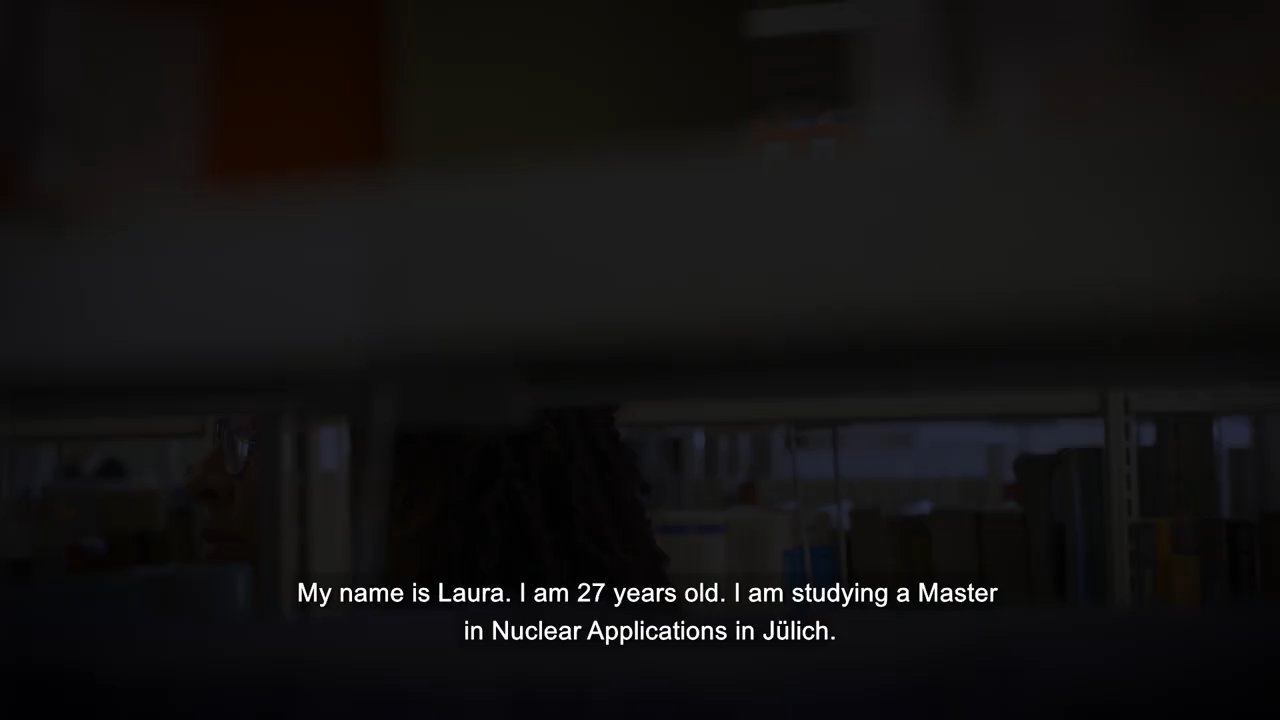 My name is Laura. I am 27 years old. I am studying a Master
in Nuclear Applications in Jülich.